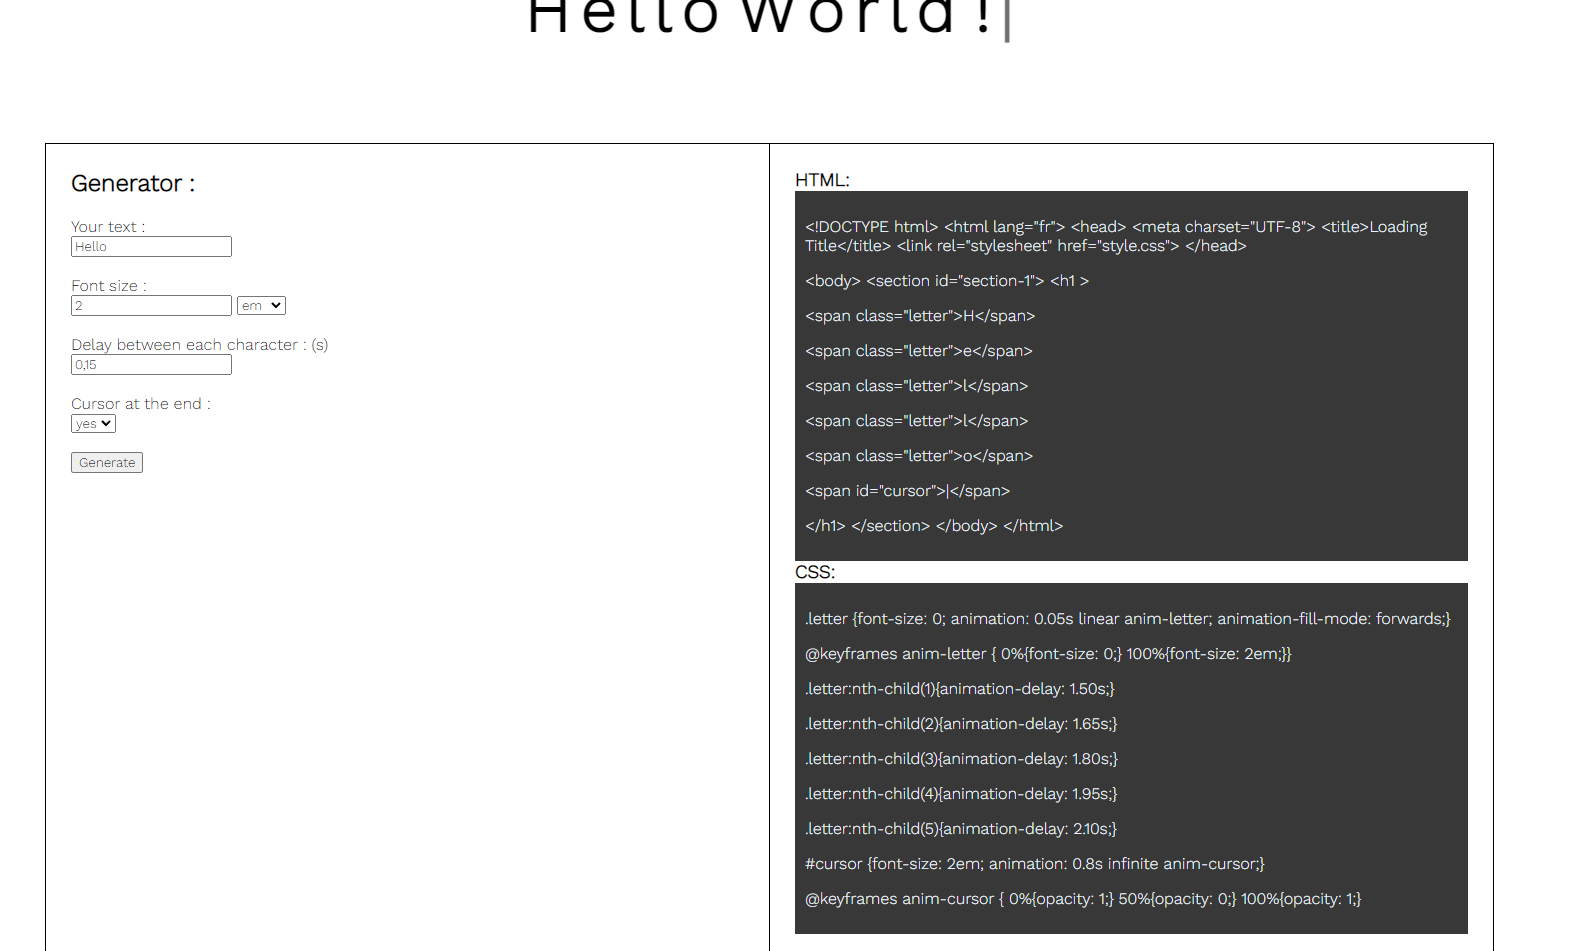 Hello World !|
Generator :
Your text :
Hello
Font size :
2 em
Delay between each character : (s)
0,15
Cursor at the end :
yes
Generate
HTML:
<!DOCTYPE html> <html lang="fr"> <head> <meta charset="UTF-8"> <title>Loading
Title</title> <link rel="stylesheet" href="style.css"> </head>
<body> <section id="section-1"> <h1 >
<span class="letter">H</span>
<span class="letter">e</span>
<span class="letter">l</span>
<span class="letter">l</span>
<span class="letter">o</span>
<span id="cursor">|</span>
</h1> </section> </body> </html>
CSS:
.letter {font-size: 0; animation: 0.05s linear anim-letter; animation-fill-mode: forwards;}
@keyframes anim-letter { 0%{font-size: 0;} 100%{font-size: 2em;}}
.letter:nth-child(1){animation-delay: 1.50s;}
.letter:nth-child(2){animation-delay: 1.65s;}
.letter:nth-child(3){animation-delay: 1.80s;}
.letter:nth-child(4){animation-delay: 1.95s;}
.letter:nth-child(5){animation-delay: 2.10s;}
#cursor {font-size: 2em; animation: 0.8s infinite anim-cursor;}
@keyframes anim-cursor { 0%{opacity: 1;} 50%{opacity: 0;} 100%{opacity: 1;}